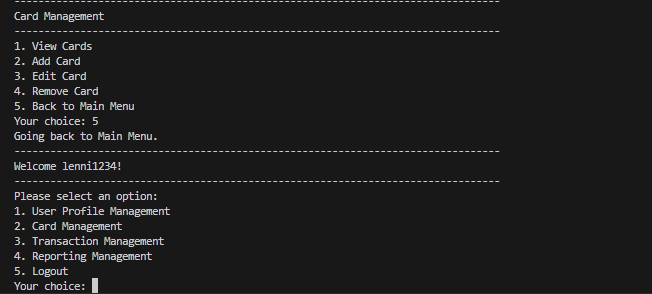 ---------------------------------------------------------------------------------
Card Management
---------------------------------------------------------------------------------
1. View Cards
2. Add Card
3. Edit Card
4. Remove Card
5. Back to Main Menu
Your choice: 5
Going back to Main Menu.
---------------------------------------------------------------------------------
Welcome lenni1234!
---------------------------------------------------------------------------------
Please select an option:
1. User Profile Management
2. Card Management
3. Transaction Management
4. Reporting Management
5. Logout
Your choice: